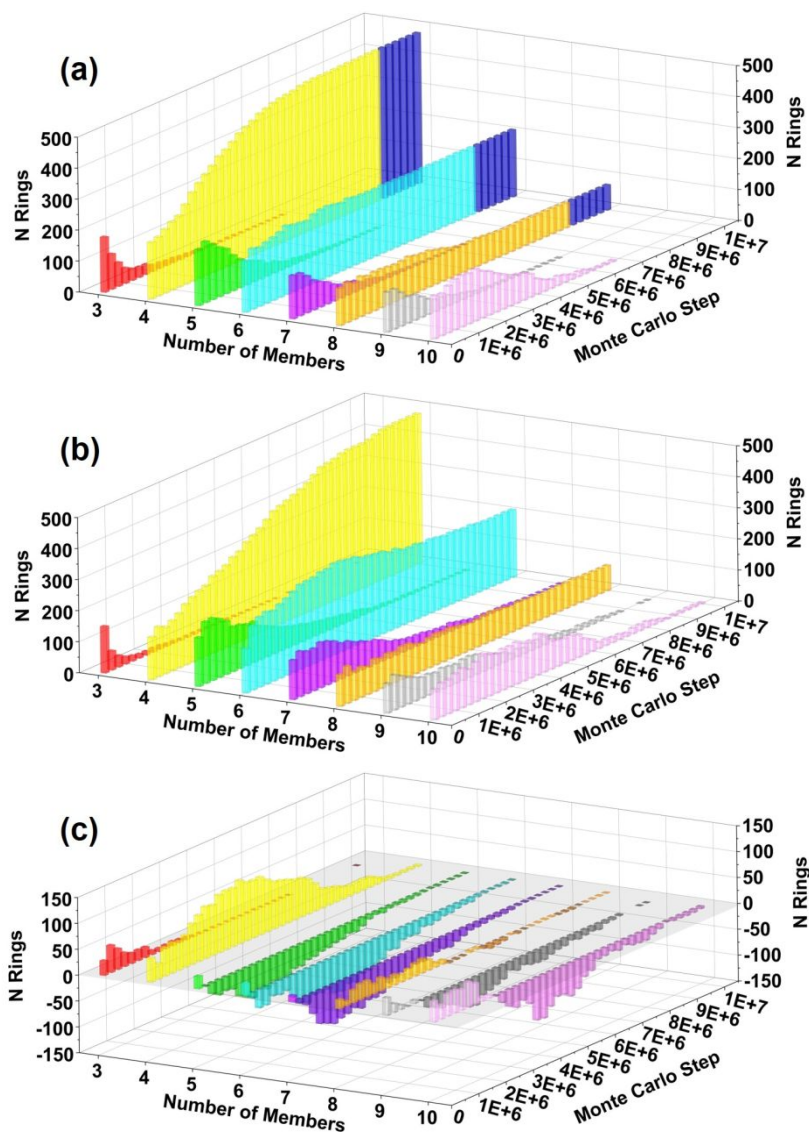 (a)
500
400
300
200
100
0
N Rings
500
400
300
200
100
0
N Rings
3
4
5
6
7
8
9
10
Number of Members
0
1E+6
2E+6
3E+6
4E+6
5E+6
6E+6
7E+6
8E+6
9E+6
1E+7
Monte Carlo Step
(b)
500
400
300
200
100
0
N Rings
500
400
300
200
100
0
N Rings
3
4
5
6
7
8
9
10
Number of Members
0
1E+6
2E+6
3E+6
4E+6
5E+6
6E+6
7E+6
8E+6
9E+6
1E+7
Monte Carlo Step
(c)
150
100
50
0
-50
-100
-150
N Rings
150
100
50
0
-50
-100
-150
N Rings
3
4
5
6
7
8
9
10
Number of Members
0
1E+6
2E+6
3E+6
4E+6
5E+6
6E+6
7E+6
8E+6
9E+6
1E+7
Monte Carlo Step